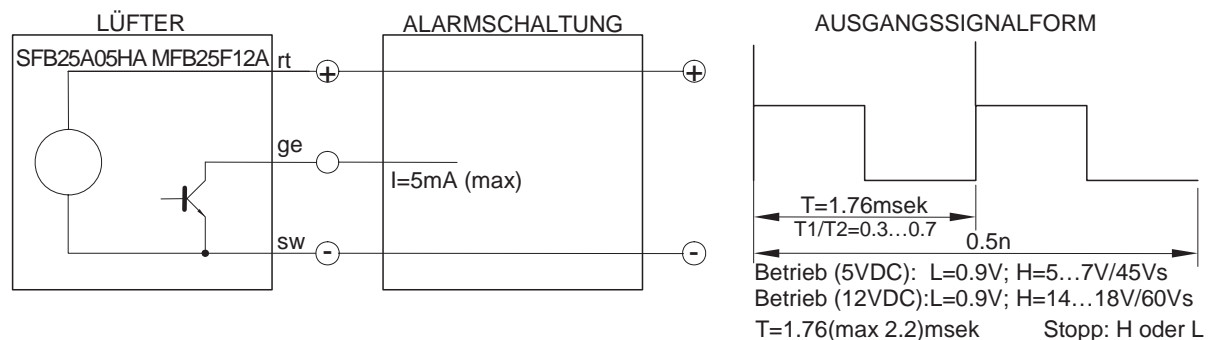 LÜFTER
ALARMSCHALTUNG
AUSGANGSSIGNALFORM
SFB25A05HA MFB25F12A
rt
+
+
ge
I=5mA (max)
sw
-
-
T=1.76msek
T1/T2=0.3...0.7
0.5n
Betrieb (5VDC): L=0.9V; H=5...7V/45Vs
Betrieb (12VDC):L=0.9V; H=14...18V/60Vs
T=1.76(max 2.2)msek Stopp: H oder L